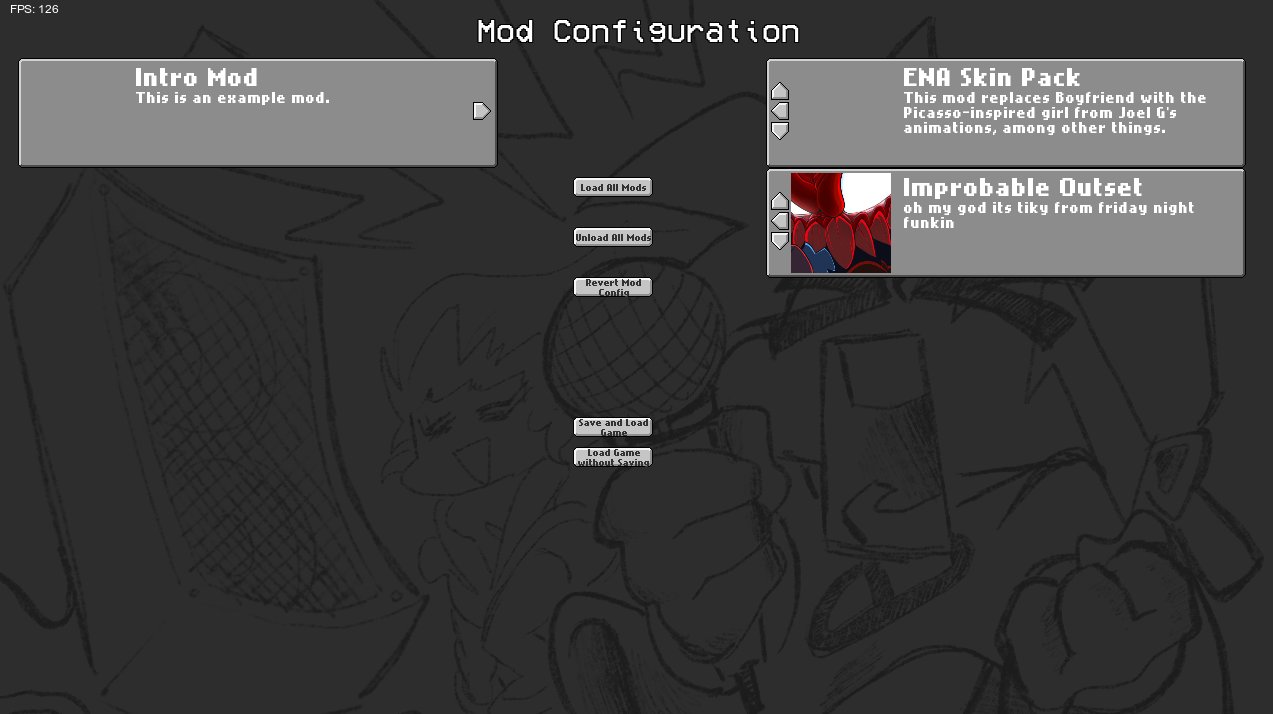 FPS: 126
Mod Configuration
Intro Mod
This is an example mod.
ENA Skin Pack
This mod replaces Boyfriend with the
Picasso-inspired girl from Joel G's
animations, among other things.
Load All Mods
Improbable Outset
oh my god its tiky from friday night
funkin
Unload All Mods
Revert Mod
Config
Save and Load
Game
Load Game
without Saving